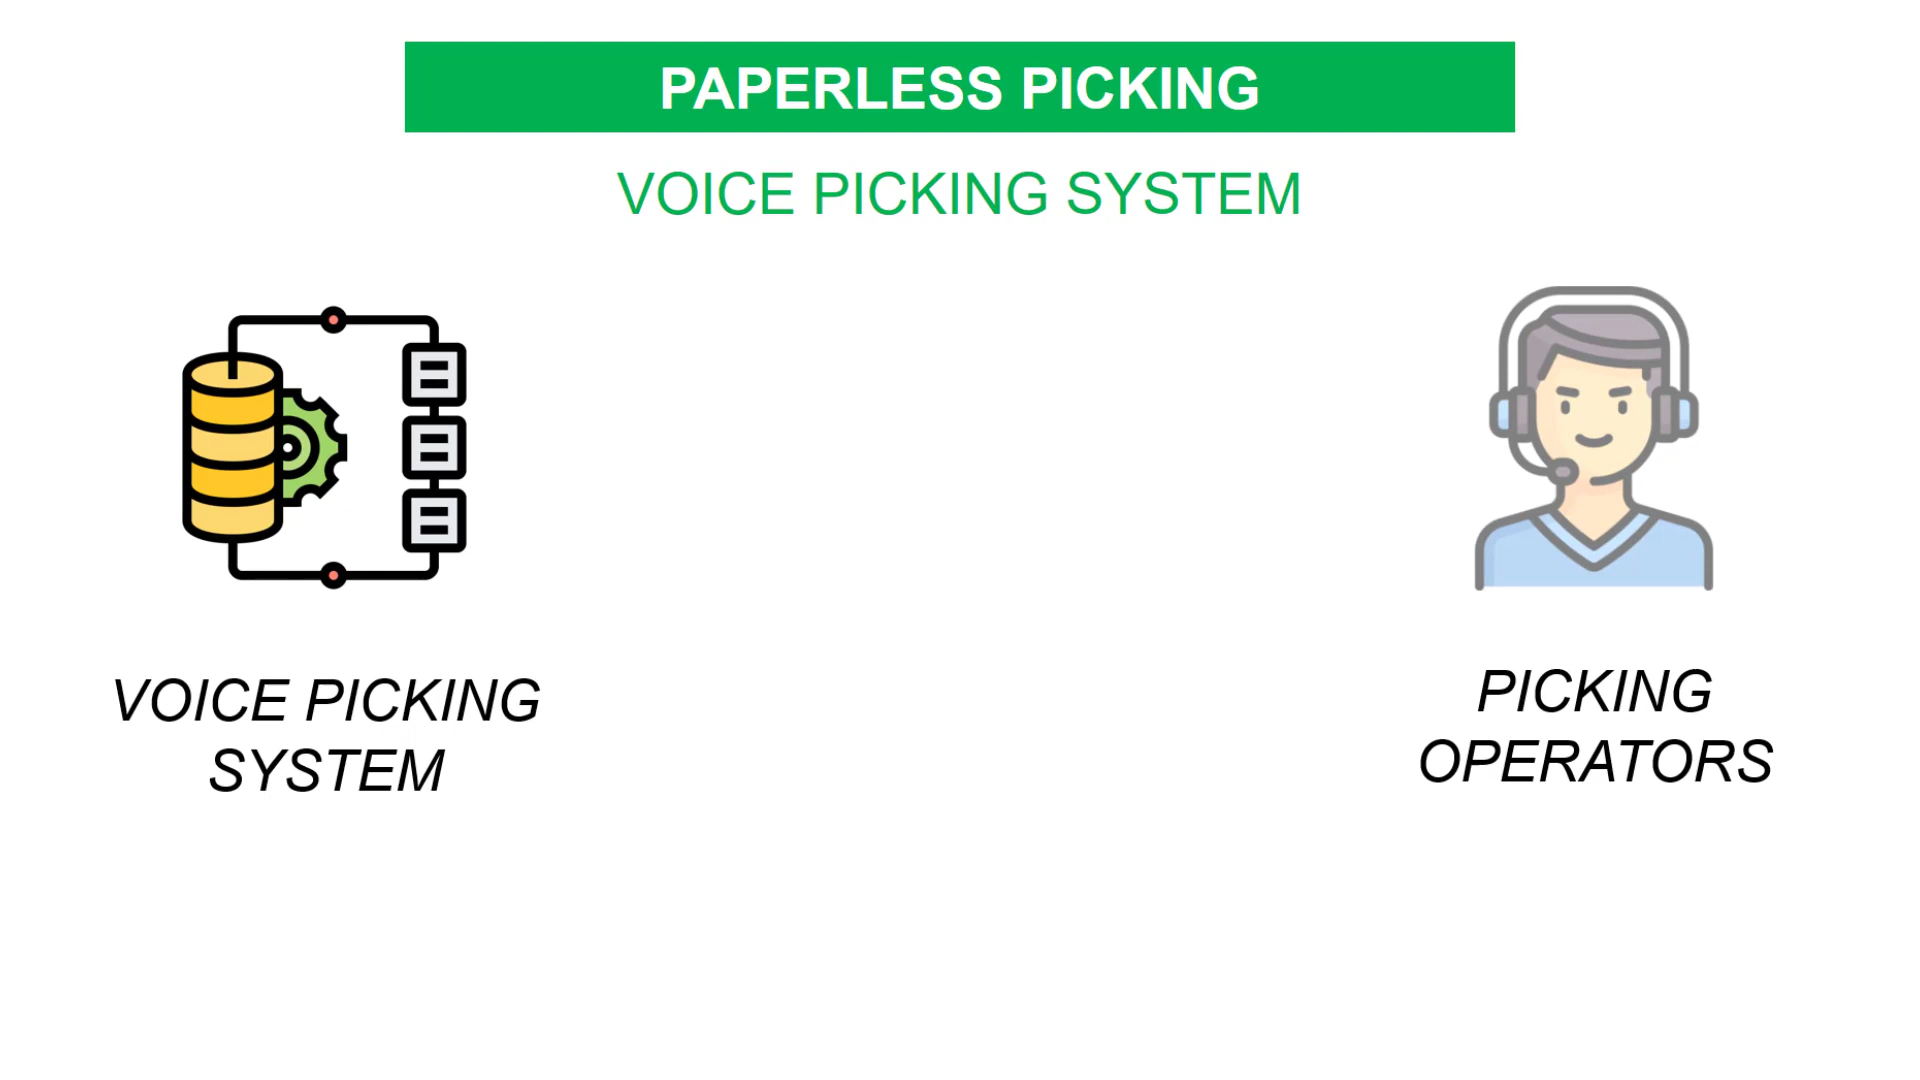 PAPERLESS PICKING
VOICE PICKING SYSTEM
VOICE PICKING
SYSTEM
PICKING
OPERATORS